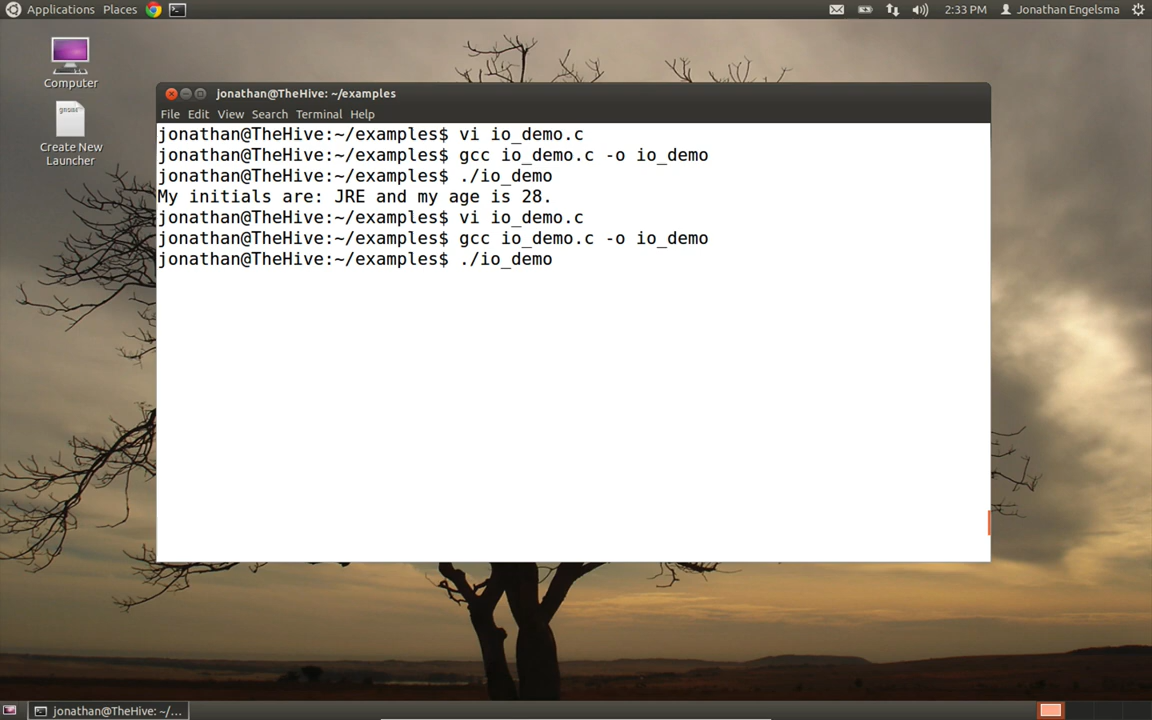 Applications Places 2:33 PM Jonathan Engelsma
Computer
gnome
Create New
Launcher
jonathan@TheHive: ~/examples
File Edit View Search Terminal Help
jonathan@TheHive:~/examples$ vi io_demo.c
jonathan@TheHive:~/examples$ gcc io_demo.c -o io_demo
jonathan@TheHive:~/examples$ ./io_demo
My initials are: JRE and my age is 28.
jonathan@TheHive:~/examples$ vi io_demo.c
jonathan@TheHive:~/examples$ gcc io_demo.c -o io_demo
jonathan@TheHive:~/examples$ ./io_demo
jonathan@TheHive: ~/...